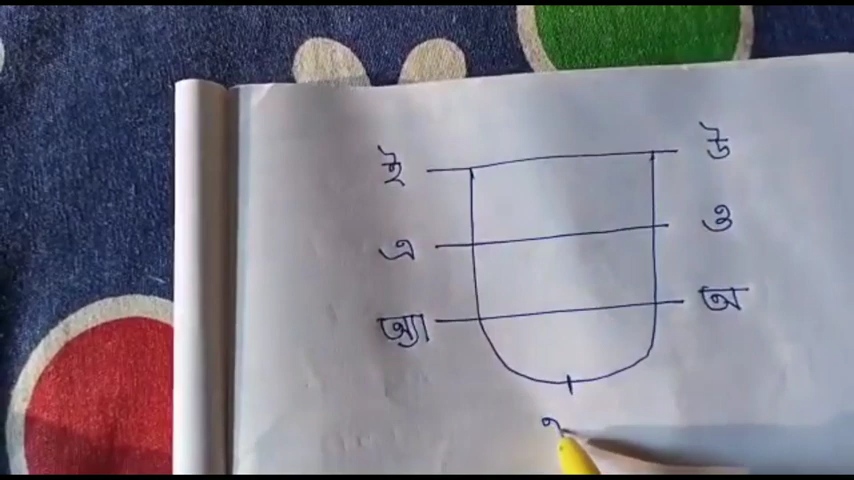 ই উ
এ ও
অ্যা অ